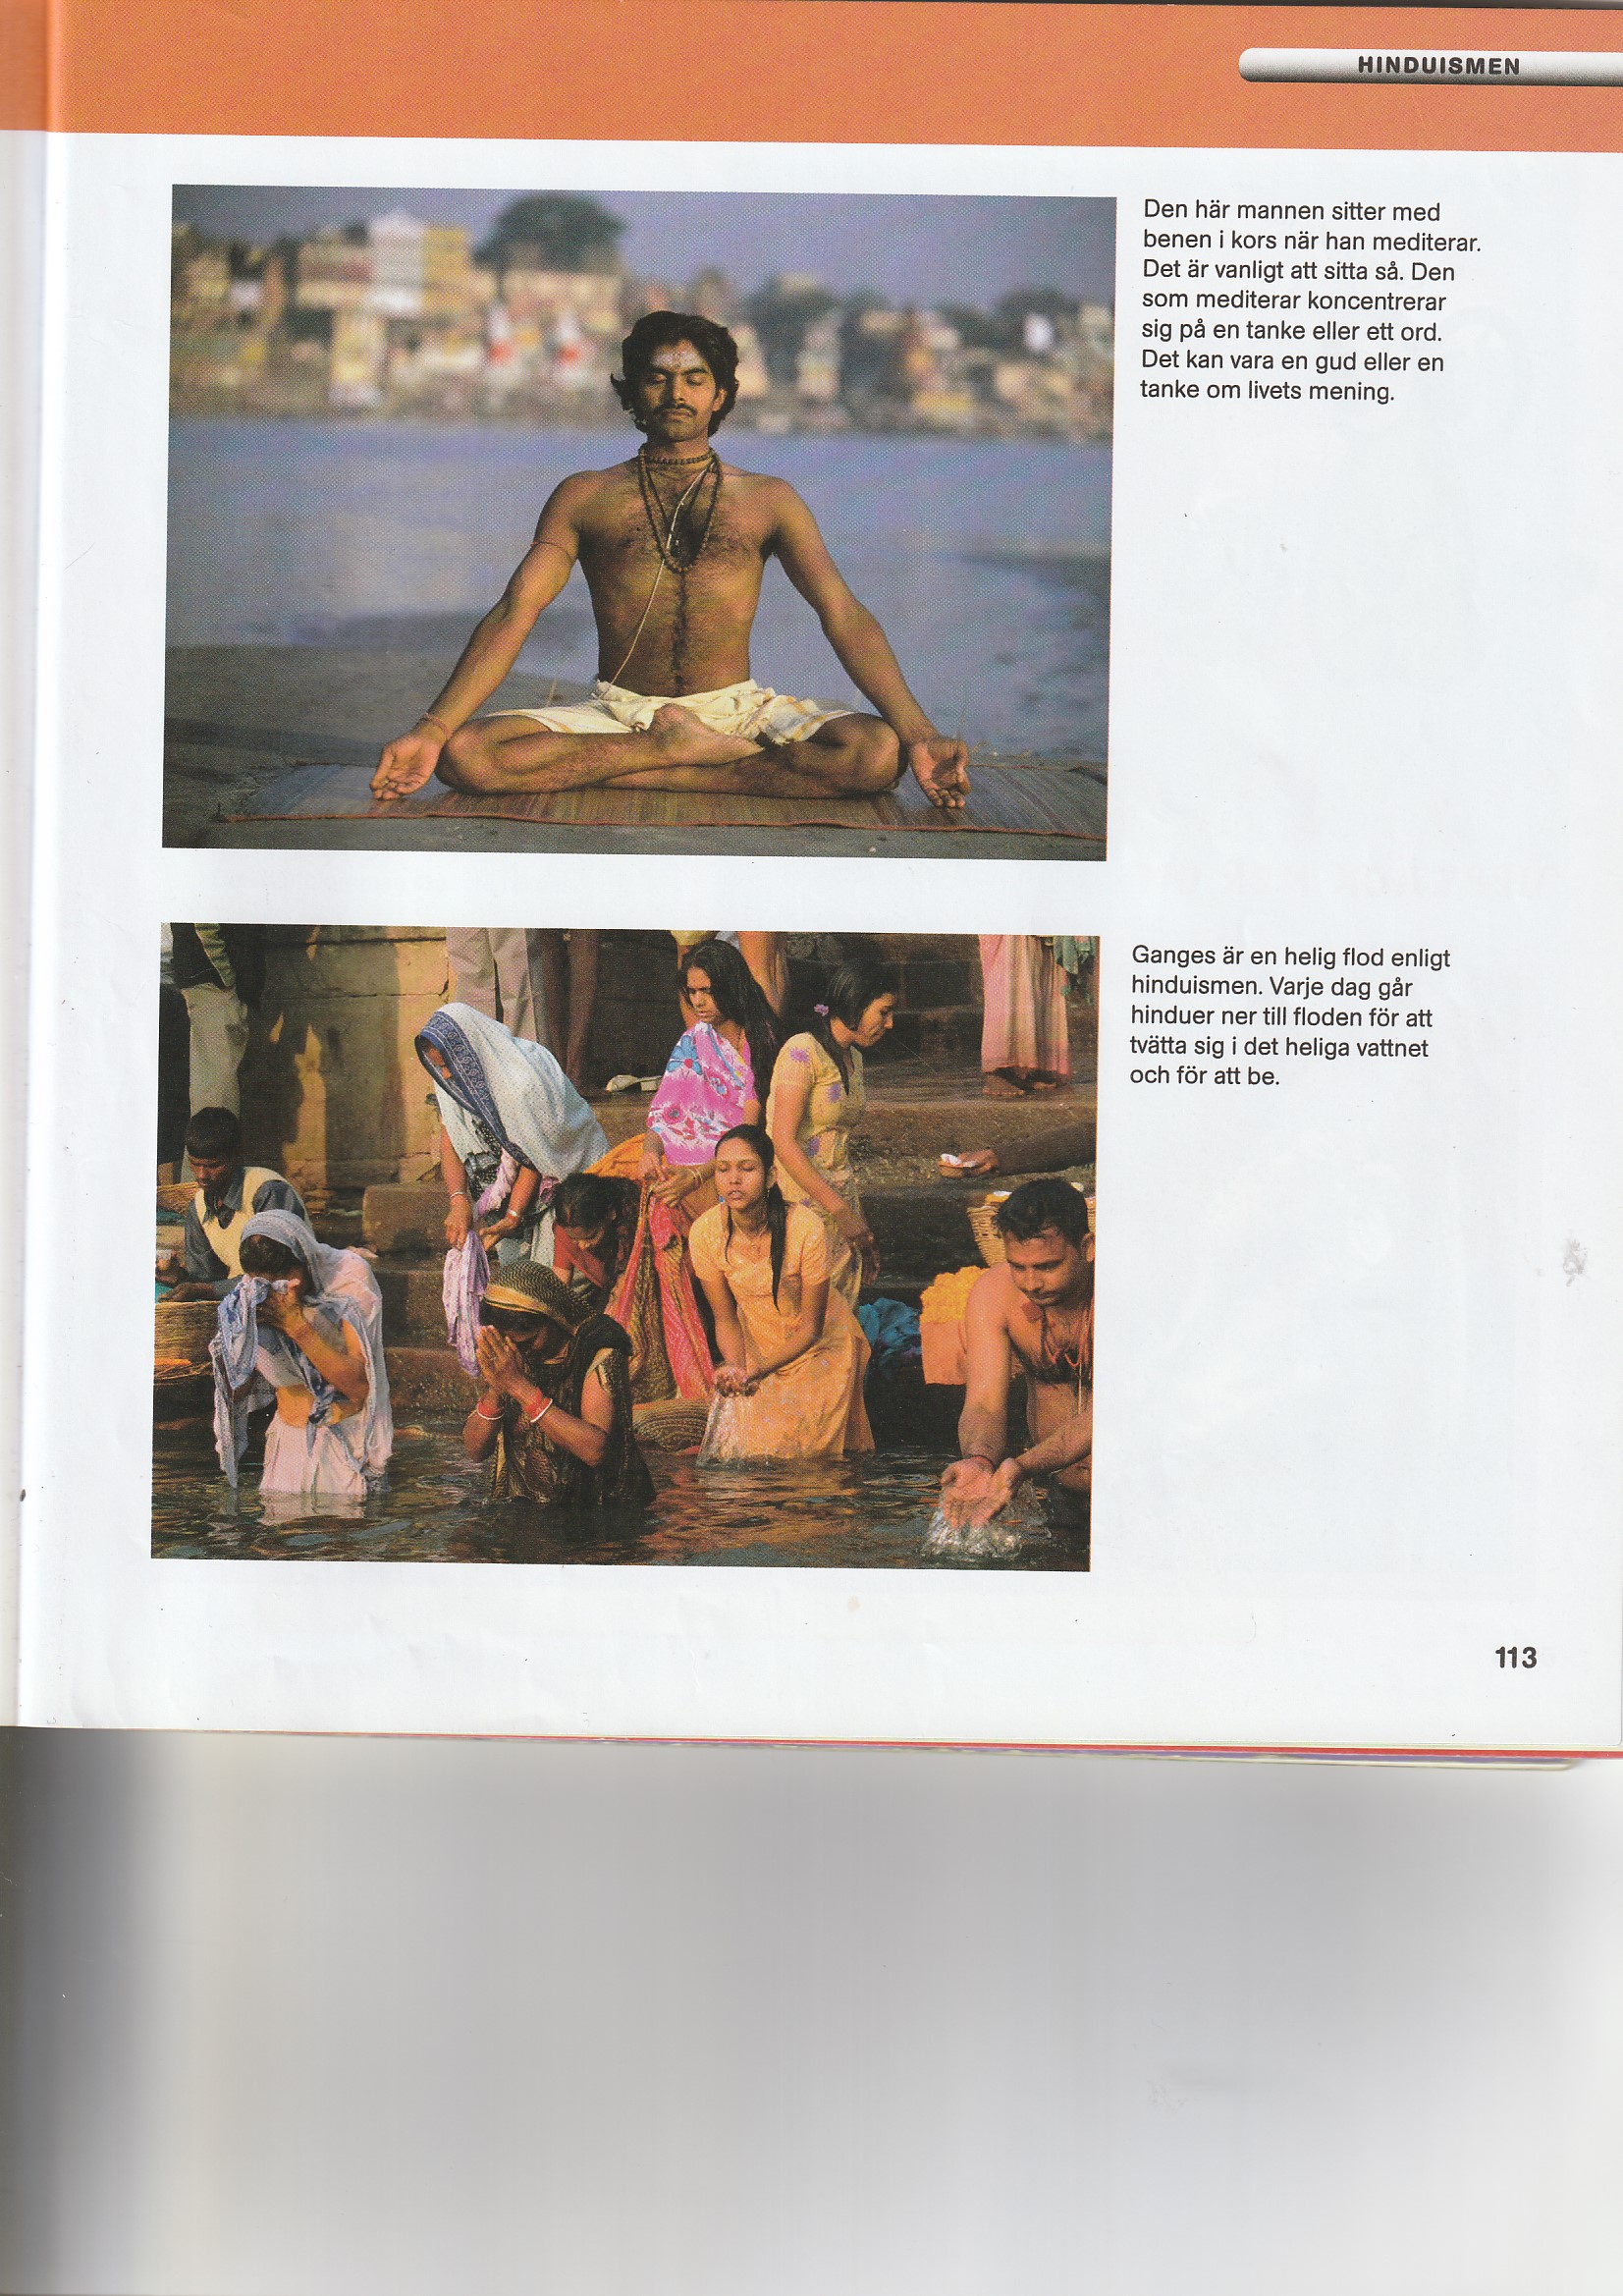 HINDUISMEN
Den här mannen sitter med
benen i kors när han mediterar.
Det är vanligt att sitta så. Den
som mediterar koncentrerar
sig på en tanke eller ett ord.
Det kan vara en gud eller en
tanke om livets mening.
Ganges är en helig flod enligt
hinduismen. Varje dag går
hinduer ner till floden för att
tvätta sig i det heliga vattnet
och för att be.
113